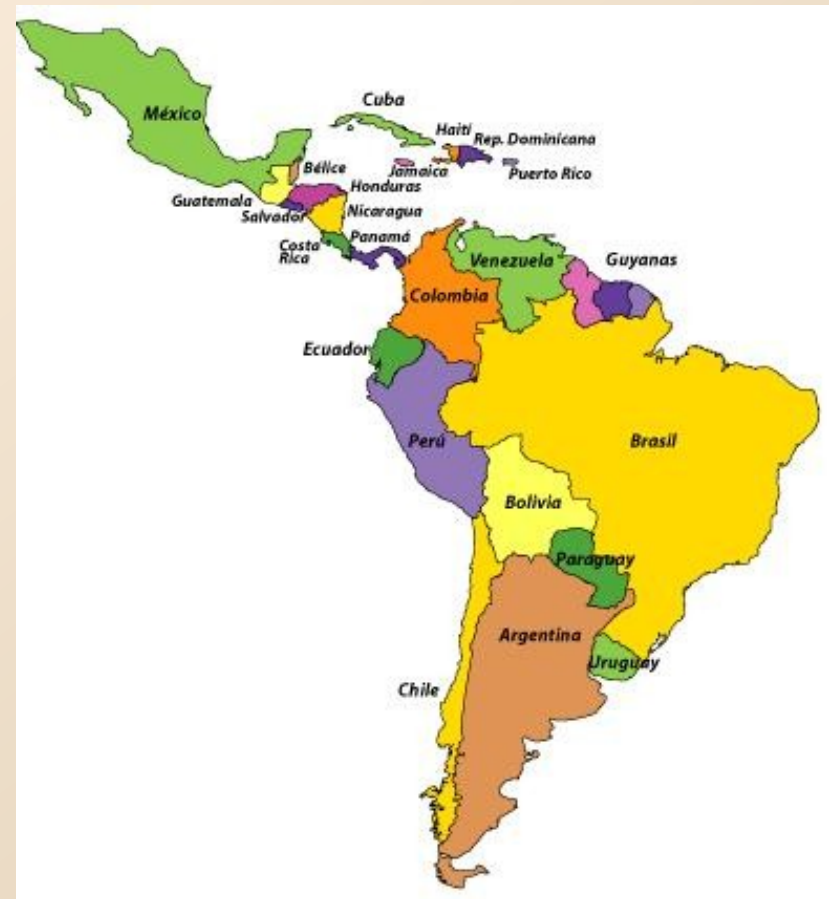 México
Cuba
Haiti
Rep. Dominicana
Jamaica
Puerto Rico
Bélice
Guatemala
Honduras
Salvador
Nicaragua
Costa
Rica
Panamá
Venezuela
Guyanas
Colombia
Ecuador
Perú
Brasil
Bolivia
Paraguay
Argentina
Uruguay
Chile